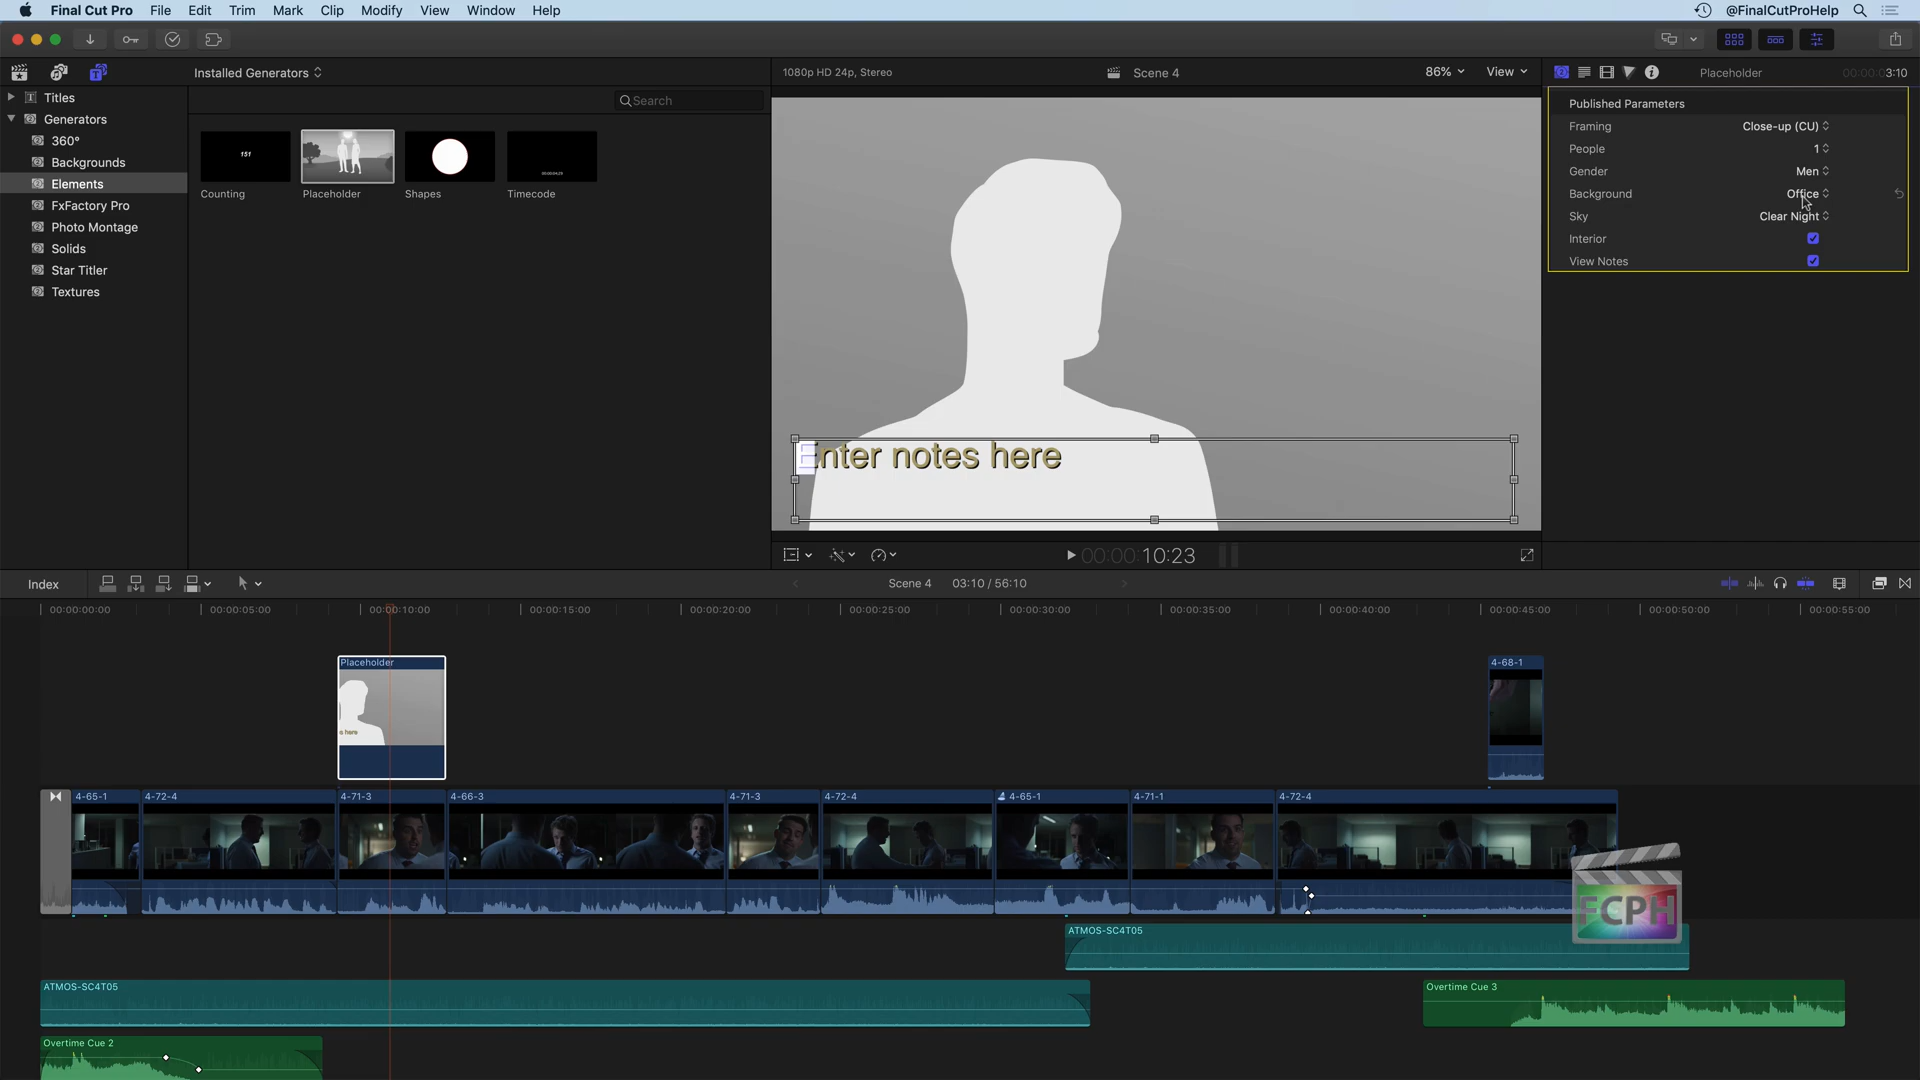 Final Cut Pro File Edit Trim Mark Clip Modify View Window Help @FinalCutProHelp
Installed Generators 1080p HD 24p, Stereo Scene 4 86% View Placeholder 00:00:03:10
Titles
Generators
360°
Backgrounds
Elements
FxFactory Pro
Photo Montage
Solids
Star Titler
Textures
Search
151
Counting Placeholder Shapes Timecode
Enter notes here
Published Parameters
Framing Close-up (CU)
People 1
Gender Men
Background Office
Sky Clear Night
Interior
View Notes
00:00:10:23
Index Scene 4 03:10 / 56:10
00:00:00:00 00:00:05:00 00:00:10:00 00:00:15:00 00:00:20:00 00:00:25:00 00:00:30:00 00:00:35:00 00:00:40:00 00:00:45:00 00:00:50:00 00:00:55:00
Placeholder 4-68-1
4-65-1 4-72-4 4-71-3 4-66-3 4-71-3 4-72-4 4-65-1 4-71-1 4-72-4
FCPH
ATMOS-SC4T05
ATMOS-SC4T05 Overtime Cue 3
Overtime Cue 2